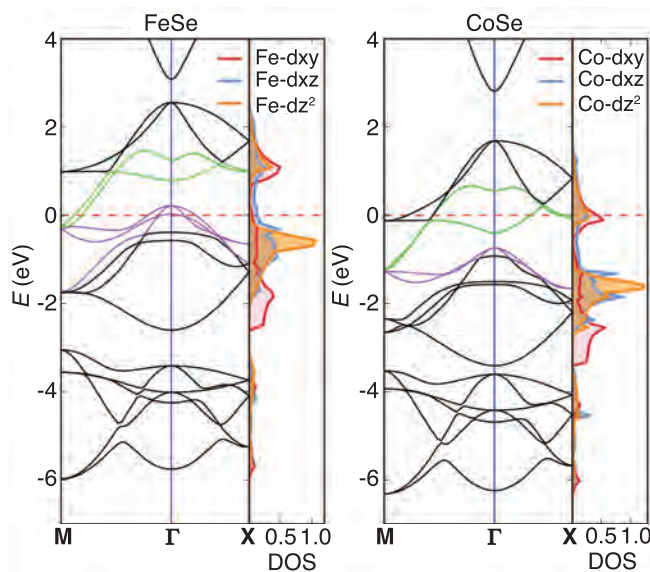 FeSe
CoSe
4
2
0
-2
-4
-6
E (eV)
Fe-dxy
Fe-dxz
Fe-dz²
M
Γ
X
0.5
1.0
DOS
4
2
0
-2
-4
-6
E (eV)
Co-dxy
Co-dxz
Co-dz²
M
Γ
X
0.5
1.0
DOS